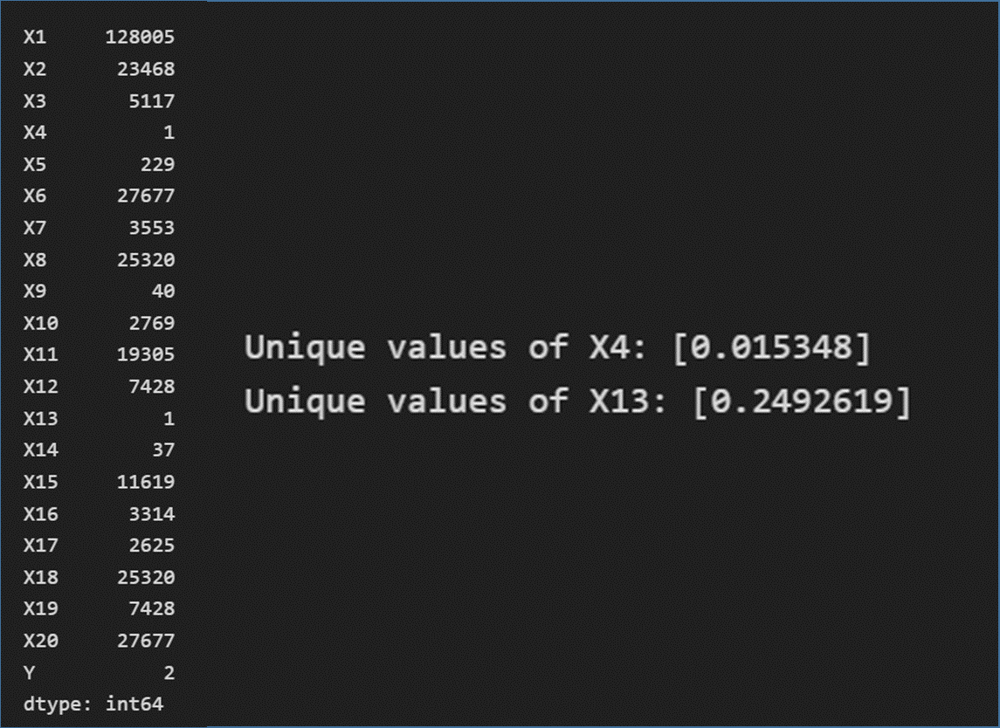 X1 128005
X2 23468
X3 5117
X4 1
X5 229
X6 27677
X7 3553
X8 25320
X9 40
X10 2769
X11 19305
X12 7428
X13 1
X14 37
X15 11619
X16 3314
X17 2625
X18 25320
X19 7428
X20 27677
Y 2
dtype: int64
Unique values of X4: [0.015348]
Unique values of X13: [0.2492619]